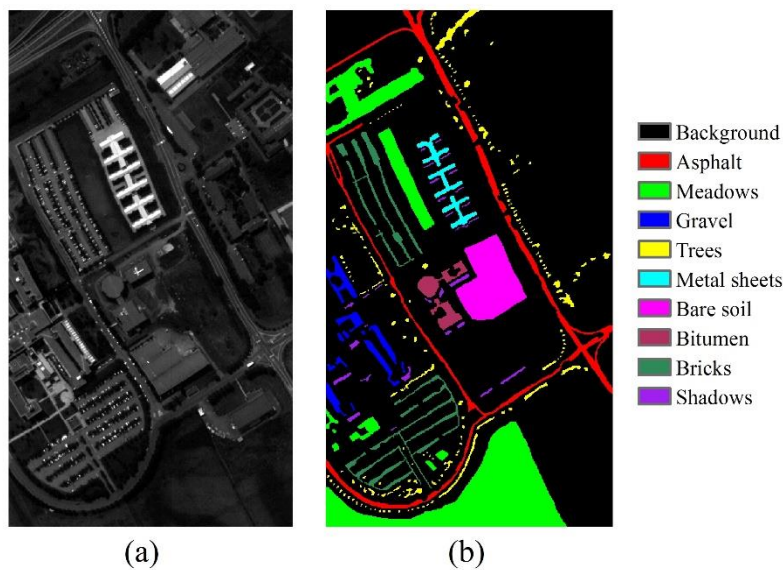 Background
Asphalt
Meadows
Gravel
Trees
Metal sheets
Bare soil
Bitumen
Bricks
Shadows
(a)
(b)